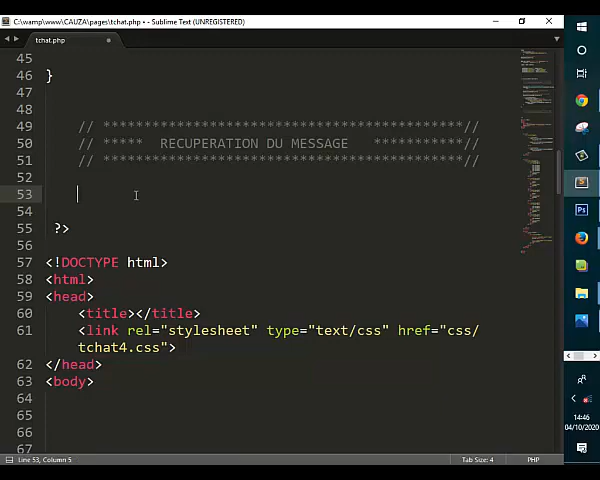 C:\wamp\www\CAUZA\pages\tchat.php • - Sublime Text (UNREGISTERED)
tchat.php
45
46 }
47
48
49 // ********************************************//
50 // ***** RECUPERATION DU MESSAGE ***********//
51 // ********************************************//
52
53
54
55 ?>
56
57 <!DOCTYPE html>
58 <html>
59 <head>
60 <title></title>
61 <link rel="stylesheet" type="text/css" href="css/
tchat4.css">
62 </head>
63 <body>
64
65
66
67
Line 53, Column 5
Tab Size: 4
PHP
14:46
04/10/2020